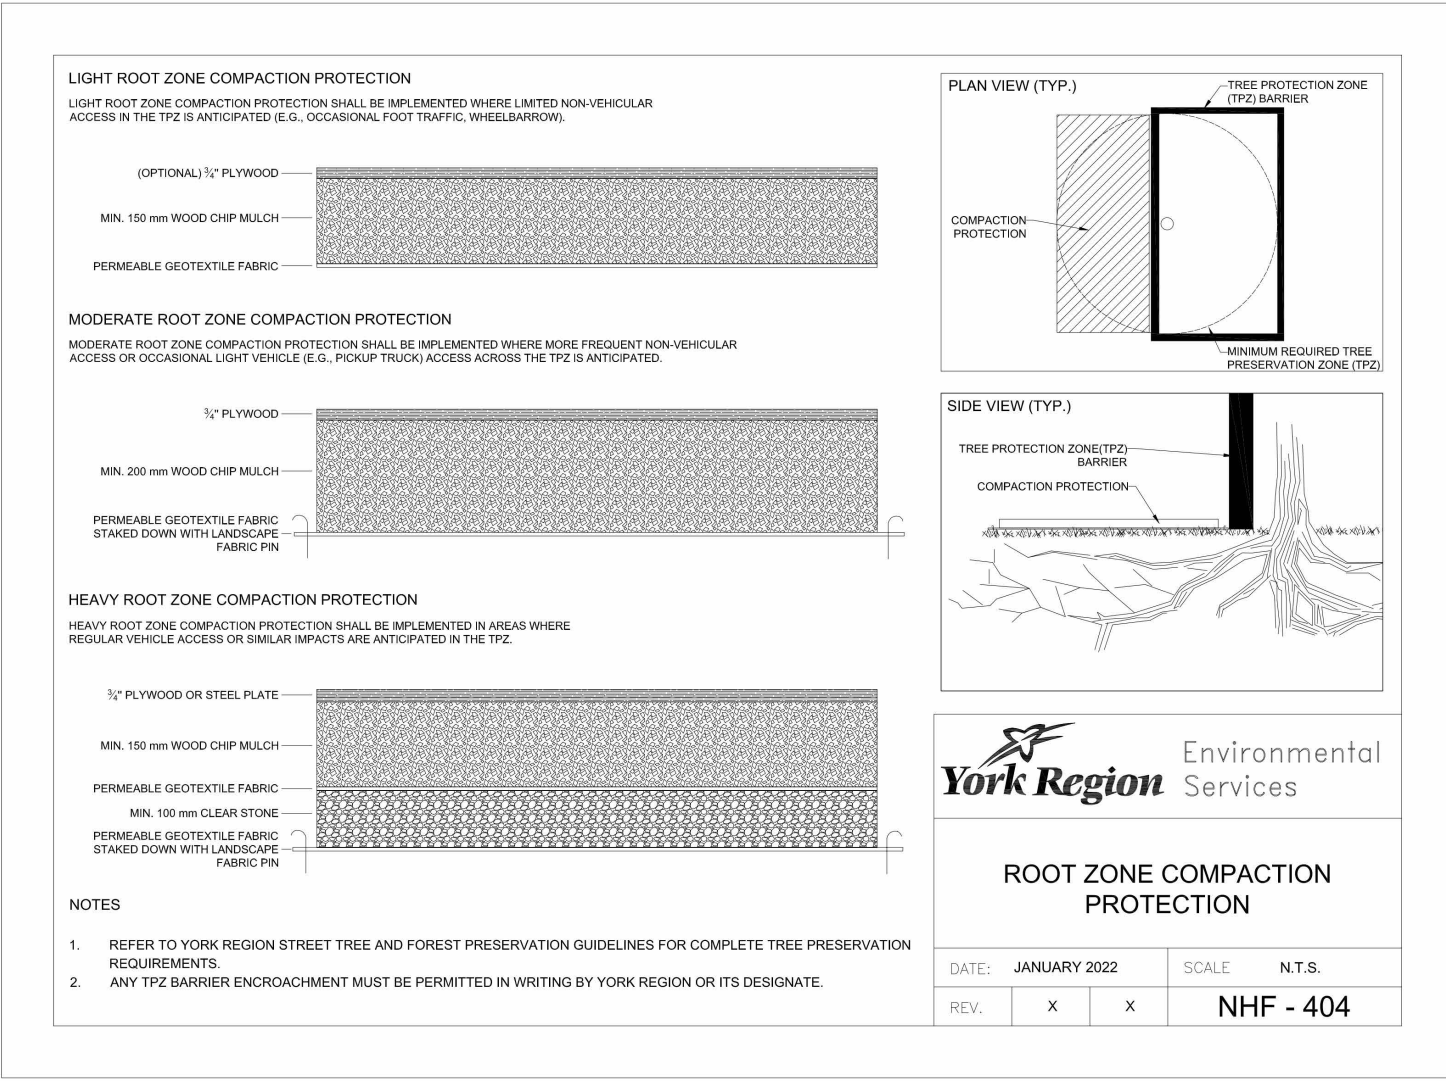 LIGHT ROOT ZONE COMPACTION PROTECTION
LIGHT ROOT ZONE COMPACTION PROTECTION SHALL BE IMPLEMENTED WHERE LIMITED NON-VEHICULAR
ACCESS IN THE TPZ IS ANTICIPATED (E.G., OCCASIONAL FOOT TRAFFIC, WHEELBARROW).
(OPTIONAL) ¾" PLYWOOD
MIN. 150 mm WOOD CHIP MULCH
PERMEABLE GEOTEXTILE FABRIC
MODERATE ROOT ZONE COMPACTION PROTECTION
MODERATE ROOT ZONE COMPACTION PROTECTION SHALL BE IMPLEMENTED WHERE MORE FREQUENT NON-VEHICULAR
ACCESS OR OCCASIONAL LIGHT VEHICLE (E.G., PICKUP TRUCK) ACCESS ACROSS THE TPZ IS ANTICIPATED.
¾" PLYWOOD
MIN. 200 mm WOOD CHIP MULCH
PERMEABLE GEOTEXTILE FABRIC
STAKED DOWN WITH LANDSCAPE
FABRIC PIN
HEAVY ROOT ZONE COMPACTION PROTECTION
HEAVY ROOT ZONE COMPACTION PROTECTION SHALL BE IMPLEMENTED IN AREAS WHERE
REGULAR VEHICLE ACCESS OR SIMILAR IMPACTS ARE ANTICIPATED IN THE TPZ.
¾" PLYWOOD OR STEEL PLATE
MIN. 150 mm WOOD CHIP MULCH
PERMEABLE GEOTEXTILE FABRIC
MIN. 100 mm CLEAR STONE
PERMEABLE GEOTEXTILE FABRIC
STAKED DOWN WITH LANDSCAPE
FABRIC PIN
NOTES
1. REFER TO YORK REGION STREET TREE AND FOREST PRESERVATION GUIDELINES FOR COMPLETE TREE PRESERVATION
REQUIREMENTS.
2. ANY TPZ BARRIER ENCROACHMENT MUST BE PERMITTED IN WRITING BY YORK REGION OR ITS DESIGNATE.
PLAN VIEW (TYP.)
TREE PROTECTION ZONE
(TPZ) BARRIER
COMPACTION
PROTECTION
MINIMUM REQUIRED TREE
PRESERVATION ZONE (TPZ)
SIDE VIEW (TYP.)
TREE PROTECTION ZONE(TPZ)
BARRIER
COMPACTION PROTECTION
York Region
Environmental
Services
ROOT ZONE COMPACTION
PROTECTION
DATE: JANUARY 2022
SCALE N.T.S.
REV. X X
NHF - 404